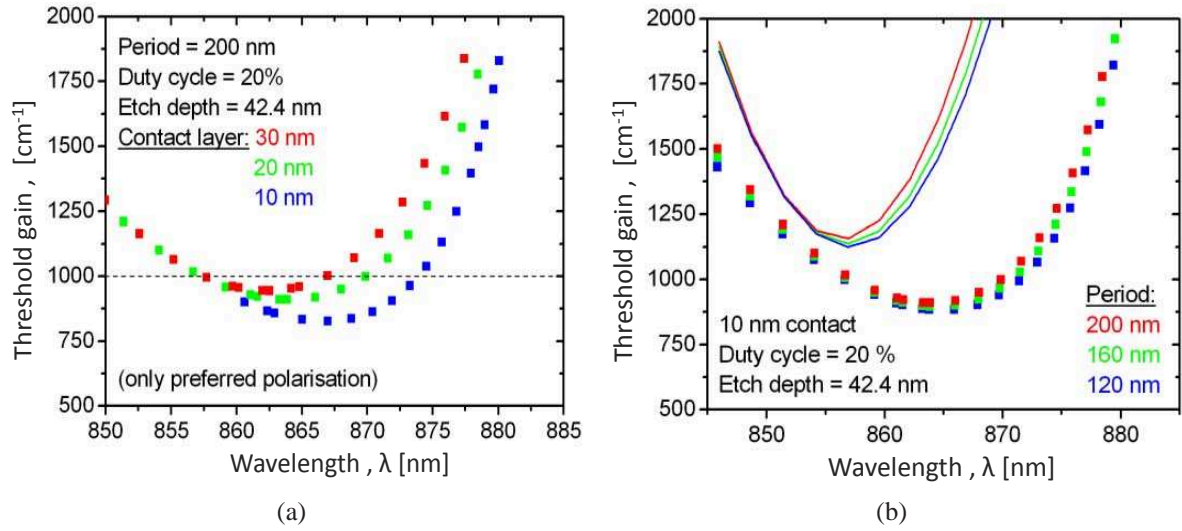 2000
1750
1500
1250
1000
750
500
Threshold gain , [cm-1]
Period = 200 nm
Duty cycle = 20%
Etch depth = 42.4 nm
Contact layer: 30 nm
20 nm
10 nm
(only preferred polarisation)
850 855 860 865 870 875 880 885
Wavelength , λ [nm]
(a)
2000
1750
1500
1250
1000
750
500
Threshold gain , [cm-1]
10 nm contact
Duty cycle = 20 %
Etch depth = 42.4 nm
Period:
200 nm
160 nm
120 nm
850 860 870 880
Wavelength , λ [nm]
(b)